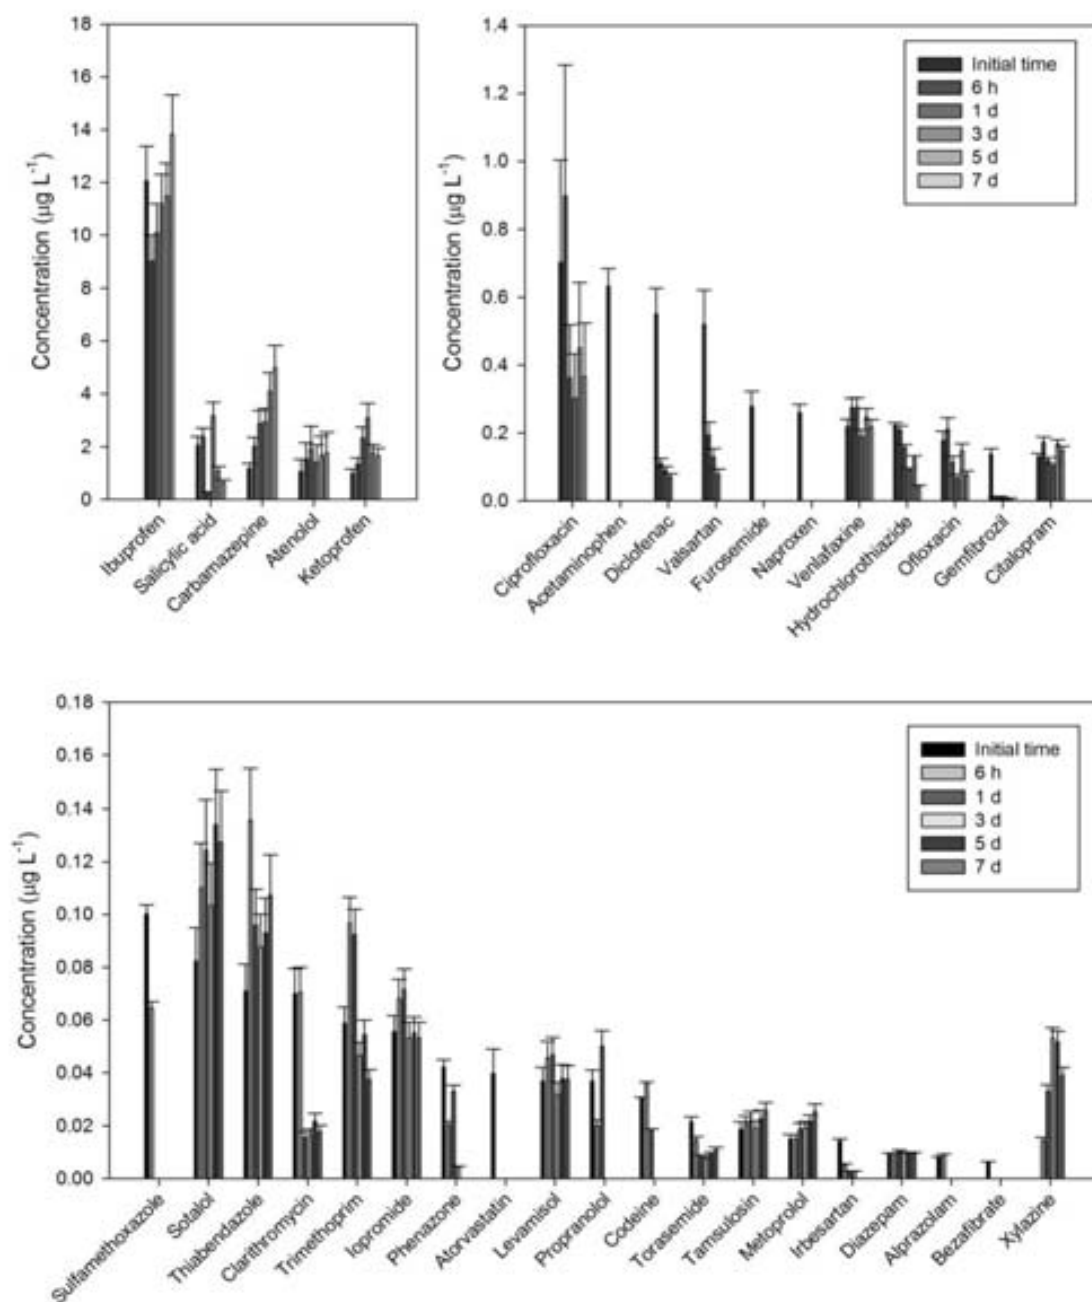 18
16
14
12
10
8
6
4
2
0
Concentration (µg L⁻¹)
Ibuprofen
Salicylic acid
Carbamazepine
Atenolol
Ketoprofen
1.4
1.2
1.0
0.8
0.6
0.4
0.2
0.0
Concentration (µg L⁻¹)
Initial time
6 h
1 d
3 d
5 d
7 d
Ciprofloxacin
Acetaminophen
Diclofenac
Valsartan
Furosemide
Naproxen
Venlafaxine
Hydrochlorothiazide
Ofloxacin
Gemfibrozil
Citalopram
0.18
0.16
0.14
0.12
0.10
0.08
0.06
0.04
0.02
0.00
Concentration (µg L⁻¹)
Initial time
6 h
1 d
3 d
5 d
7 d
Sulfamethoxazole
Sotalol
Thiabendazole
Clarithromycin
Trimethoprim
Iopromide
Phenazone
Atorvastatin
Levamisol
Propranolol
Codeine
Torasemide
Tamsulosin
Metoprolol
Irbesartan
Diazepam
Alprazolam
Bezafibrate
Xylazine